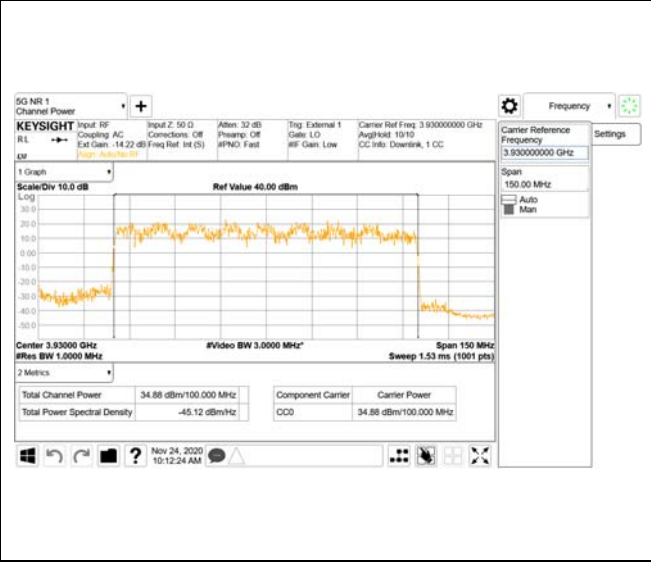 5G NR 1
Channel Power
Frequency
KEYSIGHT
R L
Input: RF
Coupling: AC
Ext Gain: -14.22 dB
Align: Auto/No RF
Input Z: 50 Ω
Corrections: Off
Freq Ref: Int (S)
Atten: 32 dB
Preamp: Off
#PNO: Fast
Trig: External 1
Gate: LO
#IF Gain: Low
Carrier Ref Freq: 3.930000000 GHz
Avg|Hold: 10/10
CC Info: Downlink, 1 CC
Carrier Reference
Frequency
3.930000000 GHz
Settings
Span
150.00 MHz
Auto
Man
1 Graph
Scale/Div 10.0 dB
Ref Value 40.00 dBm
Log
30.0
20.0
10.0
0.00
-10.0
-20.0
-30.0
-40.0
-50.0
Center 3.93000 GHz
#Video BW 3.0000 MHz*
Span 150 MHz
#Res BW 1.0000 MHz
Sweep 1.53 ms (1001 pts)
2 Metrics
Total Channel Power 34.88 dBm/100.000 MHz
Total Power Spectral Density -45.12 dBm/Hz
Component Carrier Carrier Power
CC0 34.88 dBm/100.000 MHz
?
Nov 24, 2020
10:12:24 AM